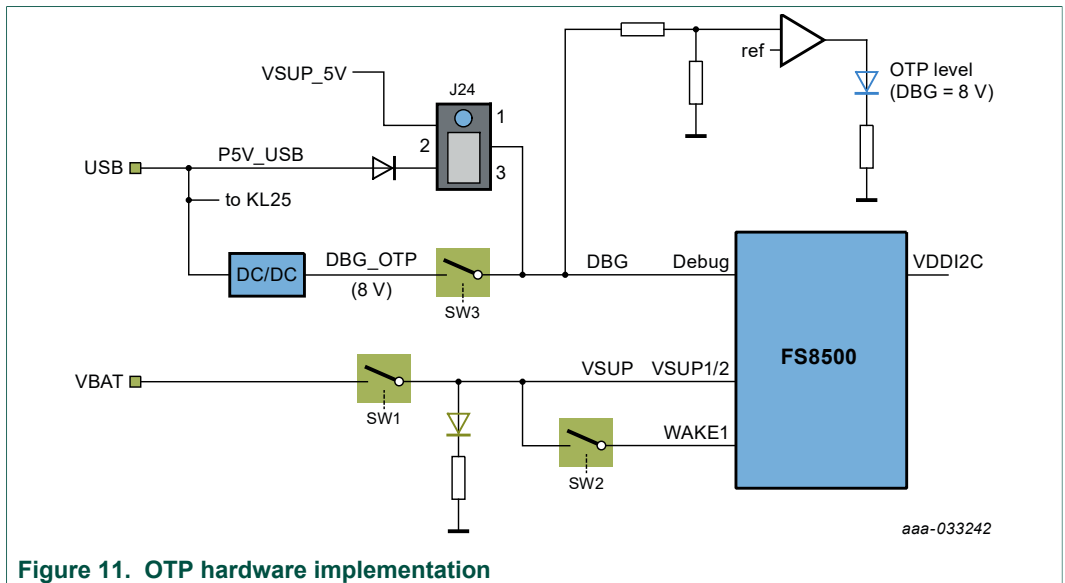 ref
OTP level
(DBG = 8 V)
VSUP_5V
J24
1
2
3
USB
P5V_USB
to KL25
DC/DC
DBG_OTP
(8 V)
SW3
DBG
Debug
VDDI2C
FS8500
VBAT
SW1
VSUP
VSUP1/2
SW2
WAKE1
aaa-033242
Figure 11. OTP hardware implementation